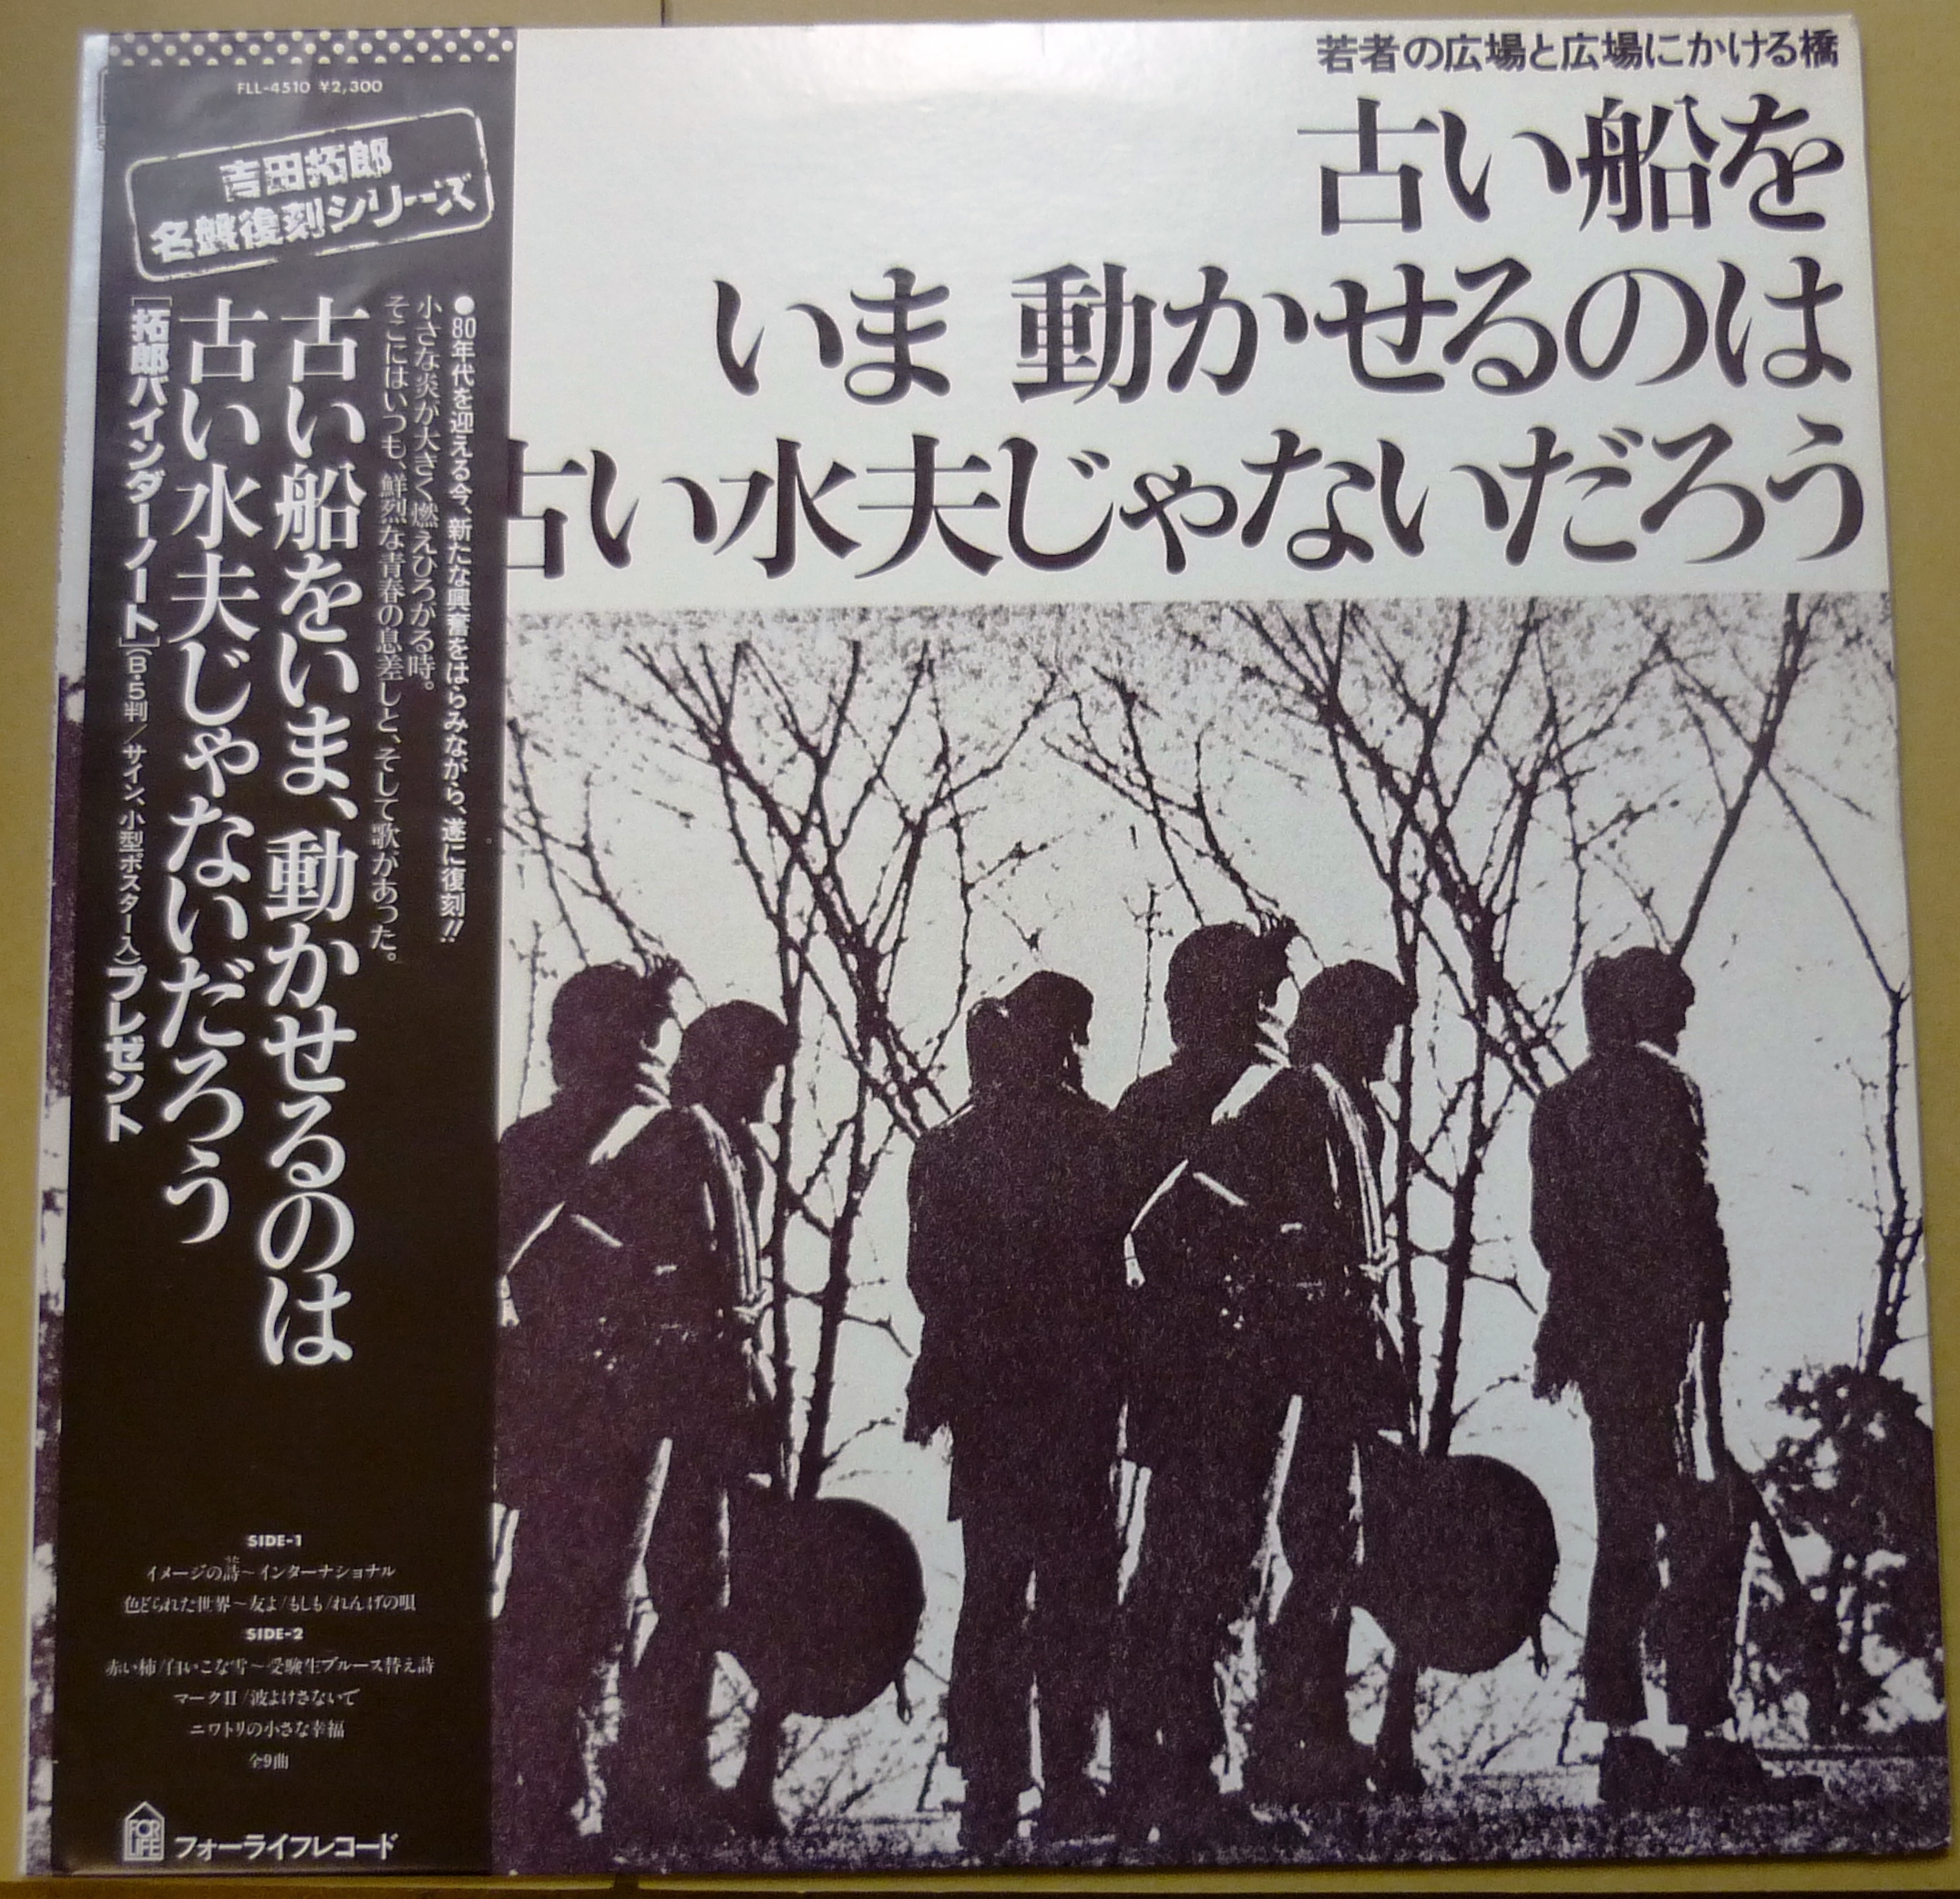 若者の広場と広場にかける橋
古い船を
いま 動かせるのは
古い水夫じゃないだろう
FLL-4510 ¥2,300
吉田拓郎
名盤復刻シリーズ
●80年代を迎える今、新たな興奮をはらみながら、遂に復刻!!
小さな炎が大きく燃えひろがる時。
そこにはいつも、鮮烈な青春の息差しと、そして歌があった。
古い船をいま、動かせるのは
古い水夫じゃないだろう
[拓郎バインダーノート](B・5判/サイン、小型ポスター入)プレゼント
SIDE-1
イメージの詩~インターナショナル
色どられた世界~友よ/もしも/れんげの唄
SIDE-2
赤い柿/白いこな雪~受験生ブルース替え詩
マークII/波よけさないで
ニワトリの小さな幸福
全9曲
FOR LIFE
フォーライフレコード